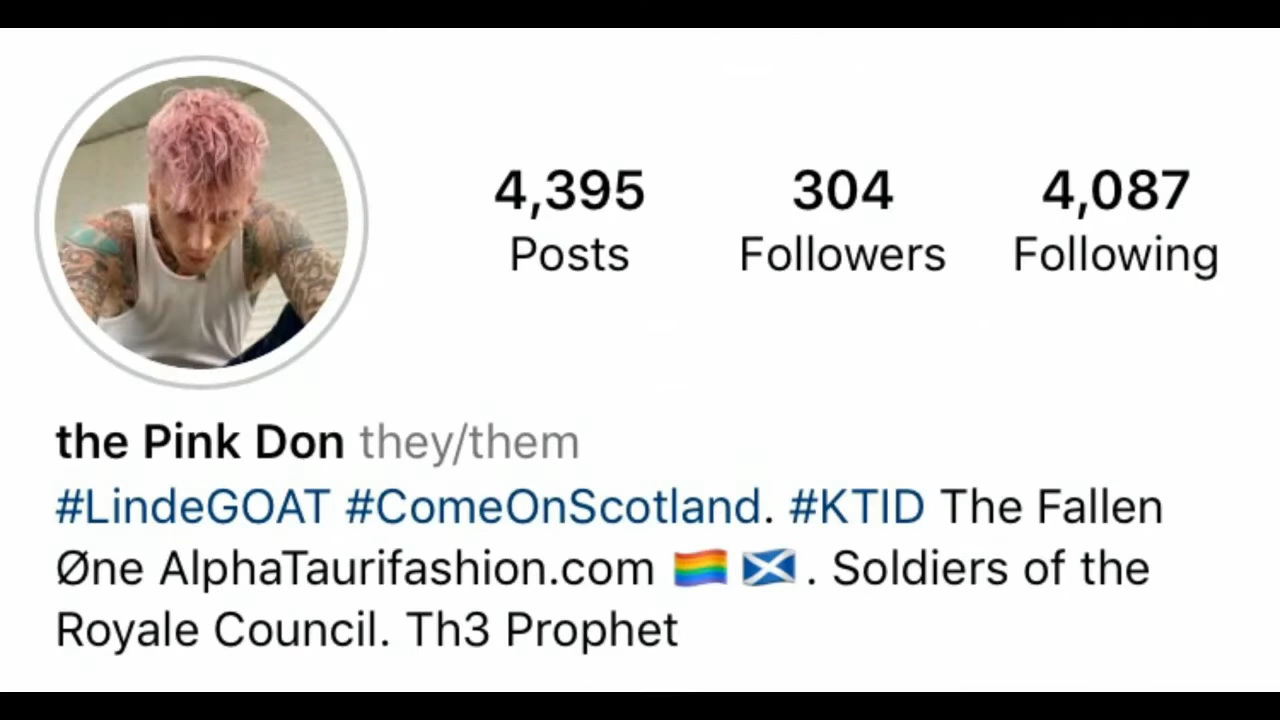 4,395 304 4,087
Posts Followers Following
the Pink Don they/them
#LindeGOAT #ComeOnScotland. #KTID The Fallen
Øne AlphaTaurifashion.com 🏳️‍🌈 🏴󠁧󠁢󠁳󠁣󠁴󠁿. Soldiers of the
Royale Council. Th3 Prophet